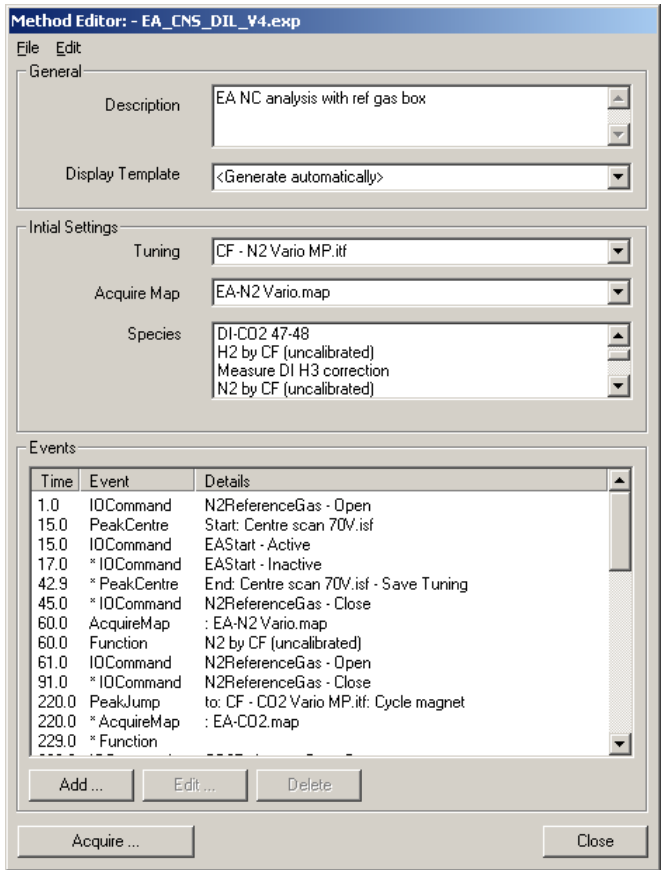 Method Editor: - EA_CNS_DIL_V4.exp
File Edit
General
Description
EA NC analysis with ref gas box
Display Template
<Generate automatically>
Intial Settings
Tuning
CF - N2 Vario MP.itf
Acquire Map
EA-N2 Vario.map
Species
DI-CO2 47-48
H2 by CF (uncalibrated)
Measure DI H3 correction
N2 by CF (uncalibrated)
Events
Time Event Details
1.0 IOCommand N2ReferenceGas - Open
15.0 PeakCentre Start: Centre scan 70V.isf
15.0 IOCommand EAStart - Active
17.0 * IOCommand EAStart - Inactive
42.9 * PeakCentre End: Centre scan 70V.isf - Save Tuning
45.0 * IOCommand N2ReferenceGas - Close
60.0 AcquireMap : EA-N2 Vario.map
60.0 Function N2 by CF (uncalibrated)
61.0 IOCommand N2ReferenceGas - Open
91.0 * IOCommand N2ReferenceGas - Close
220.0 PeakJump to: CF - CO2 Vario MP.itf: Cycle magnet
220.0 * AcquireMap : EA-CO2.map
229.0 * Function
Add ... Edit ... Delete
Acquire ... Close